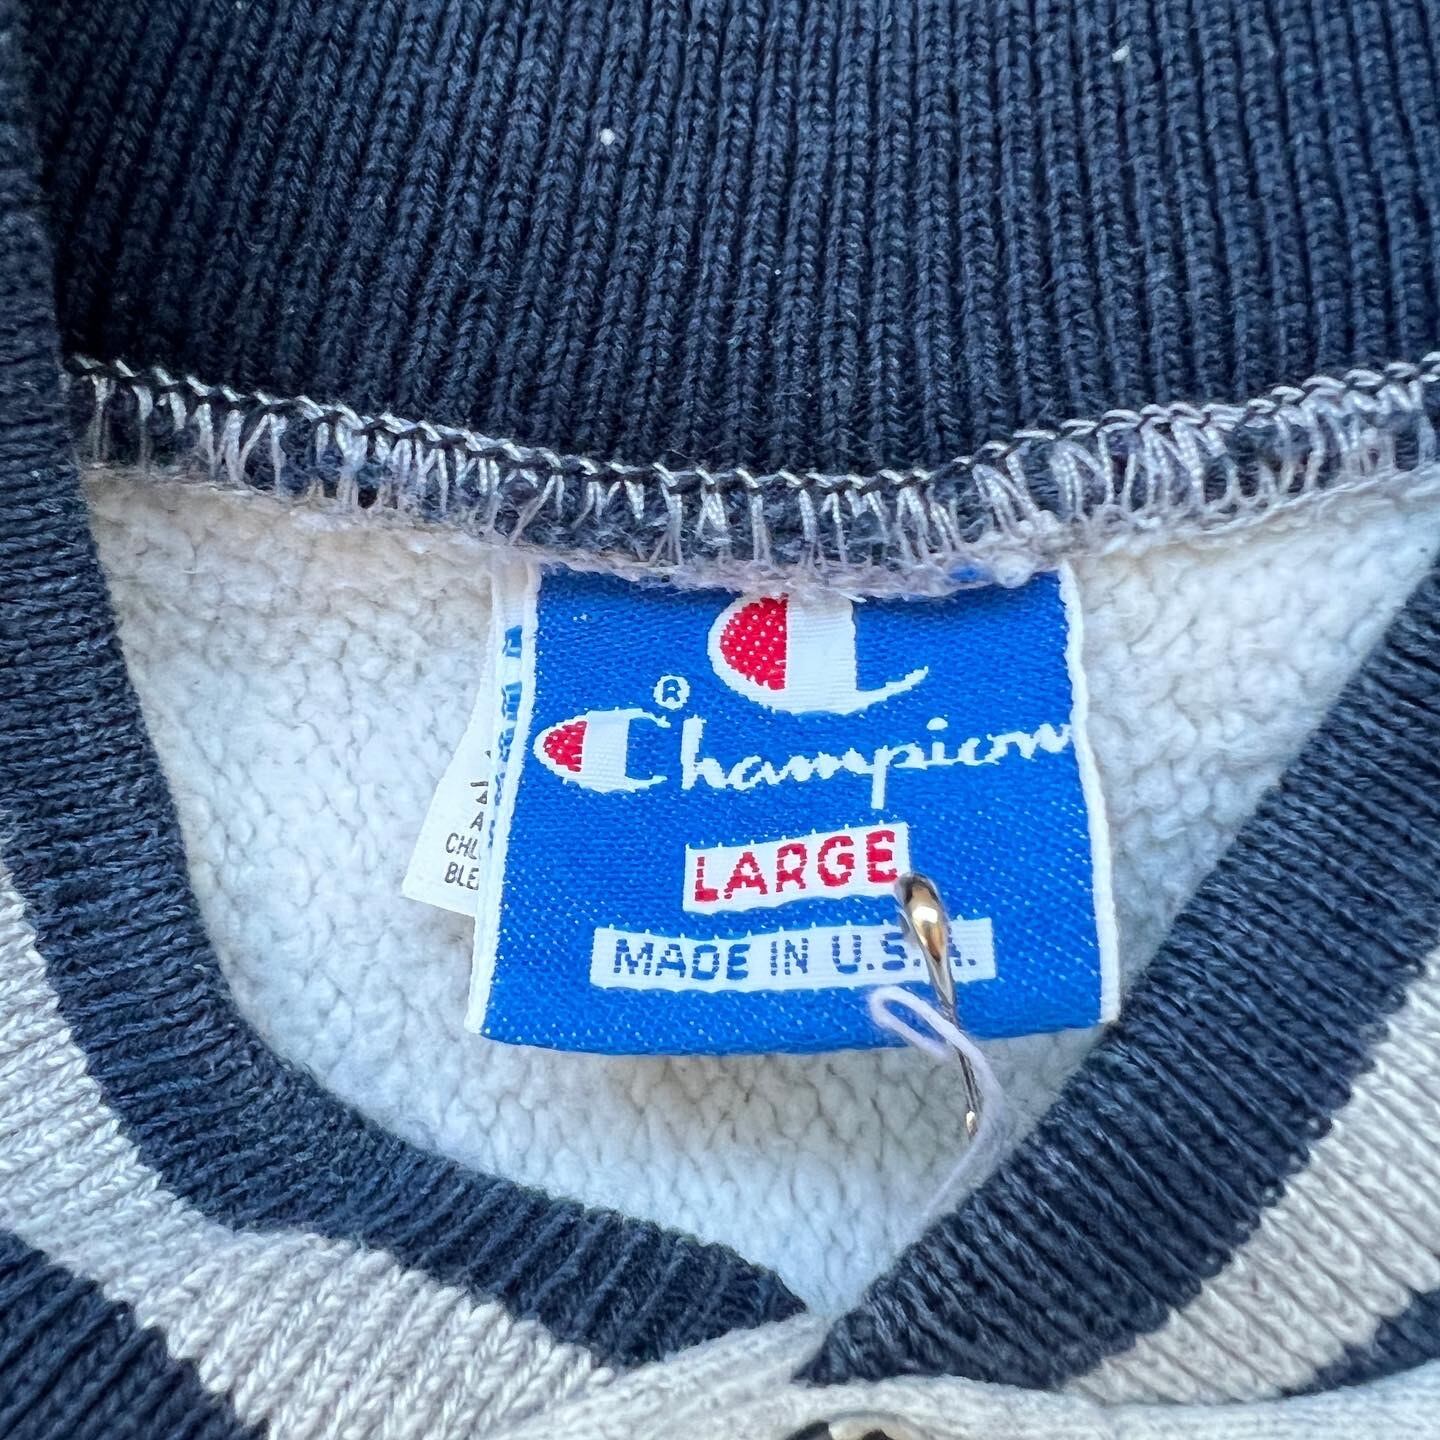 ®
Champion
LARGE
MADE IN U.S.A.